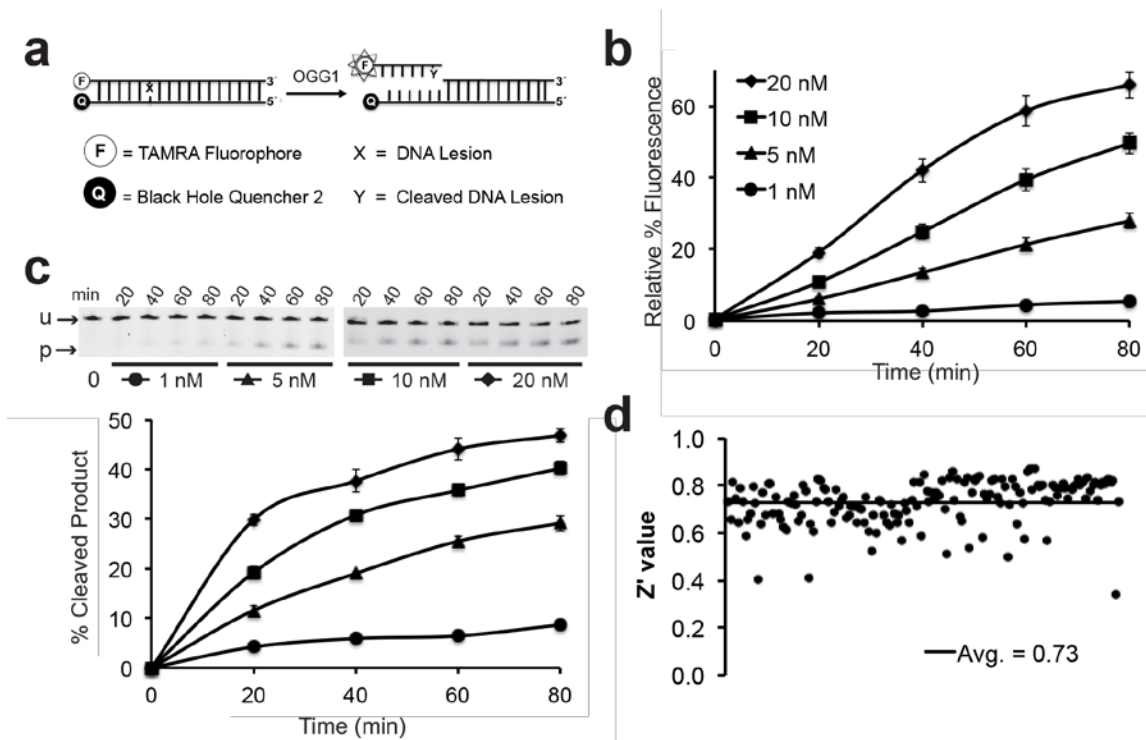 a
F
Q
X
3´
5´
OGG1
F
Y
Q
3´
5´
F = TAMRA Fluorophore
X = DNA Lesion
Q = Black Hole Quencher 2
Y = Cleaved DNA Lesion
b
Relative % Fluorescence
60
40
20
0
20 nM
10 nM
5 nM
1 nM
0 20 40 60 80
Time (min)
c
min 20 40 60 80 20 40 60 80 20 40 60 80 20 40 60 80
u
p
0 1 nM 5 nM 10 nM 20 nM
% Cleaved Product
50
40
30
20
10
0
0 20 40 60 80
Time (min)
d
Z' value
1.0
0.8
0.6
0.4
0.2
0.0
Avg. = 0.73